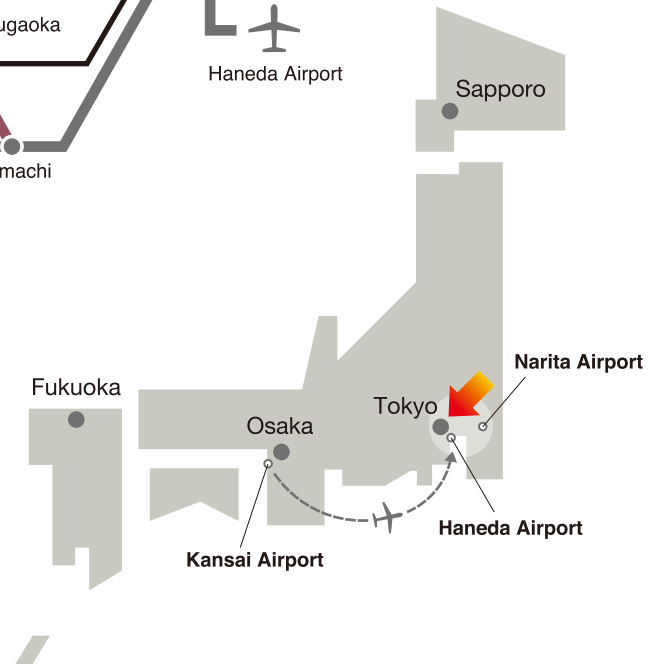 ugaoka
Haneda Airport
machi
Sapporo
Narita Airport
Fukuoka
Tokyo
Osaka
Haneda Airport
Kansai Airport